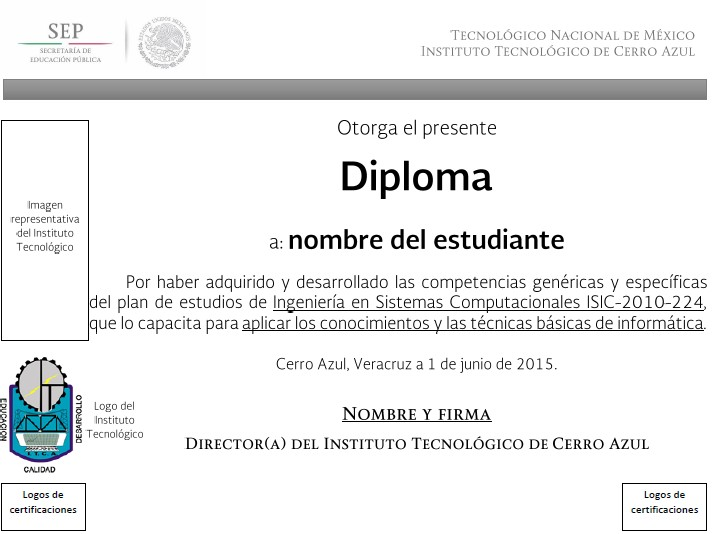 SEP
SECRETARÍA DE
EDUCACIÓN PÚBLICA
ESTADOS UNIDOS MEXICANOS
TECNOLÓGICO NACIONAL DE MÉXICO
INSTITUTO TECNOLÓGICO DE CERRO AZUL
Otorga el presente
Diploma
a: nombre del estudiante
Por haber adquirido y desarrollado las competencias genéricas y específicas
del plan de estudios de Ingeniería en Sistemas Computacionales ISIC-2010-224,
que lo capacita para aplicar los conocimientos y las técnicas básicas de informática.
Cerro Azul, Veracruz a 1 de junio de 2015.
NOMBRE Y FIRMA
DIRECTOR(A) DEL INSTITUTO TECNOLÓGICO DE CERRO AZUL
Imagen
representativa
del Instituto
Tecnológico
EDUCACION
DESARROLLO
I.T.C.A
CALIDAD
Logo del
Instituto
Tecnológico
Logos de
certificaciones
Logos de
certificaciones